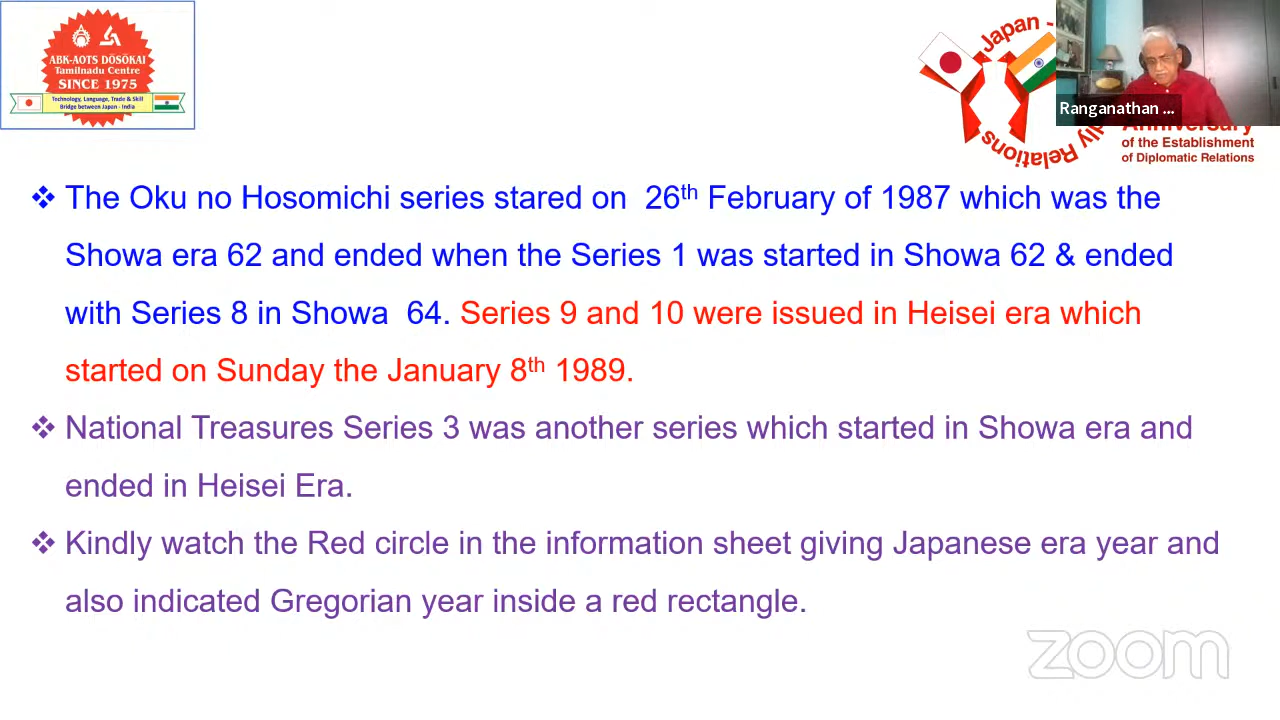 ABK-AOTS DŌSŌKAI
Tamilnadu Centre
SINCE 1975
Technology, Language, Trade & Skill
Bridge between Japan - India
Japan -
ly Relations
Ranganathan ...
Anniversary
of the Establishment
of Diplomatic Relations
❖ The Oku no Hosomichi series stared on 26th February of 1987 which was the
Showa era 62 and ended when the Series 1 was started in Showa 62 & ended
with Series 8 in Showa 64. Series 9 and 10 were issued in Heisei era which
started on Sunday the January 8th 1989.
❖ National Treasures Series 3 was another series which started in Showa era and
ended in Heisei Era.
❖ Kindly watch the Red circle in the information sheet giving Japanese era year and
also indicated Gregorian year inside a red rectangle.
zoom